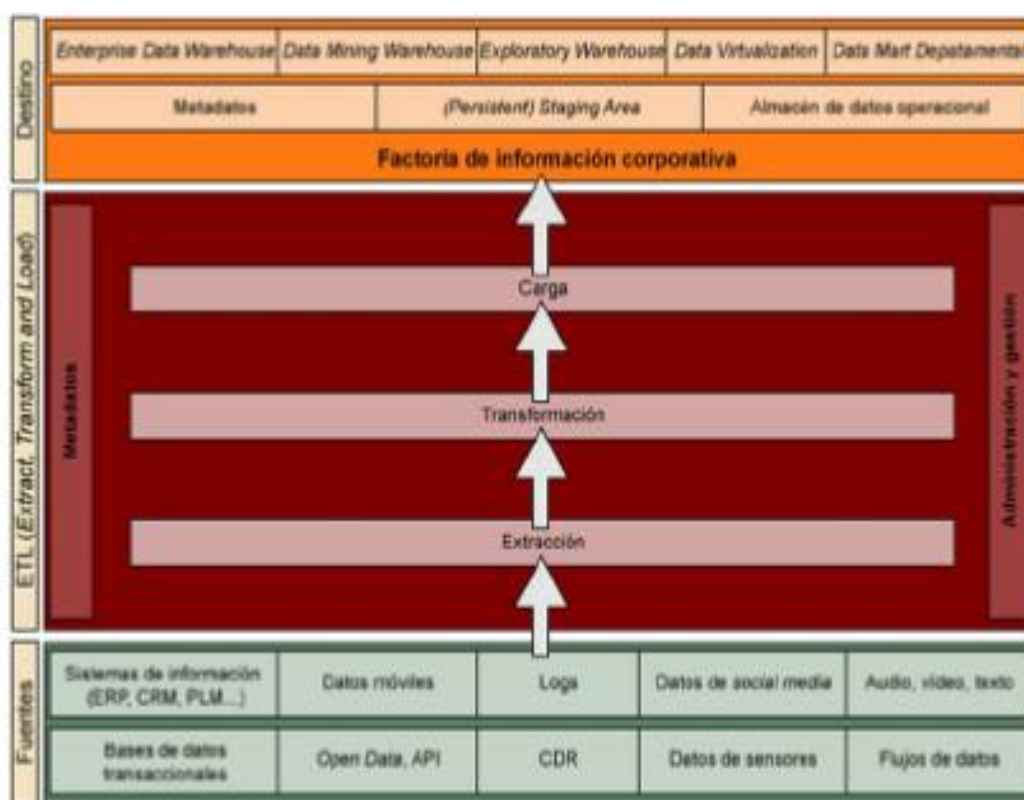 Destino
Enterprise Data Warehouse
Data Mining Warehouse
Exploratory Warehouse
Data Virtualization
Data Mart Depatamental
Metadatos
(Persistent) Staging Area
Almacén de datos operacional
Factoría de información corporativa
ETL (Extract, Transform and Load)
Metadatos
Carga
Transformación
Extracción
Administración y gestión
Fuentes
Sistemas de información
(ERP, CRM, PLM...)
Datos móviles
Logs
Datos de social media
Audio, vídeo, texto
Bases de datos
transaccionales
Open Data, API
CDR
Datos de sensores
Flujos de datos